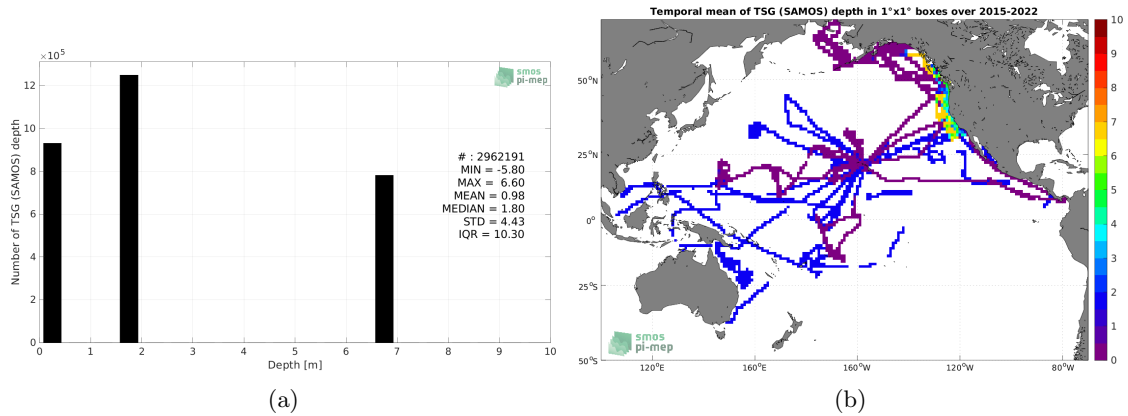 ×10⁵
12
10
8
6
4
2
0
0 1 2 3 4 5 6 7 8 9 10
Number of TSG (SAMOS) depth
Depth [m]
smos
pi-mep
# : 2962191
MIN = -5.80
MAX = 6.60
MEAN = 0.98
MEDIAN = 1.80
STD = 4.43
IQR = 10.30
(a)
Temporal mean of TSG (SAMOS) depth in 1°x1° boxes over 2015-2022
50°N
25°N
0°
25°S
50°S
120°E 160°E 160°W 120°W 80°W
smos
pi-mep
10
9
8
7
6
5
4
3
2
1
0
(b)